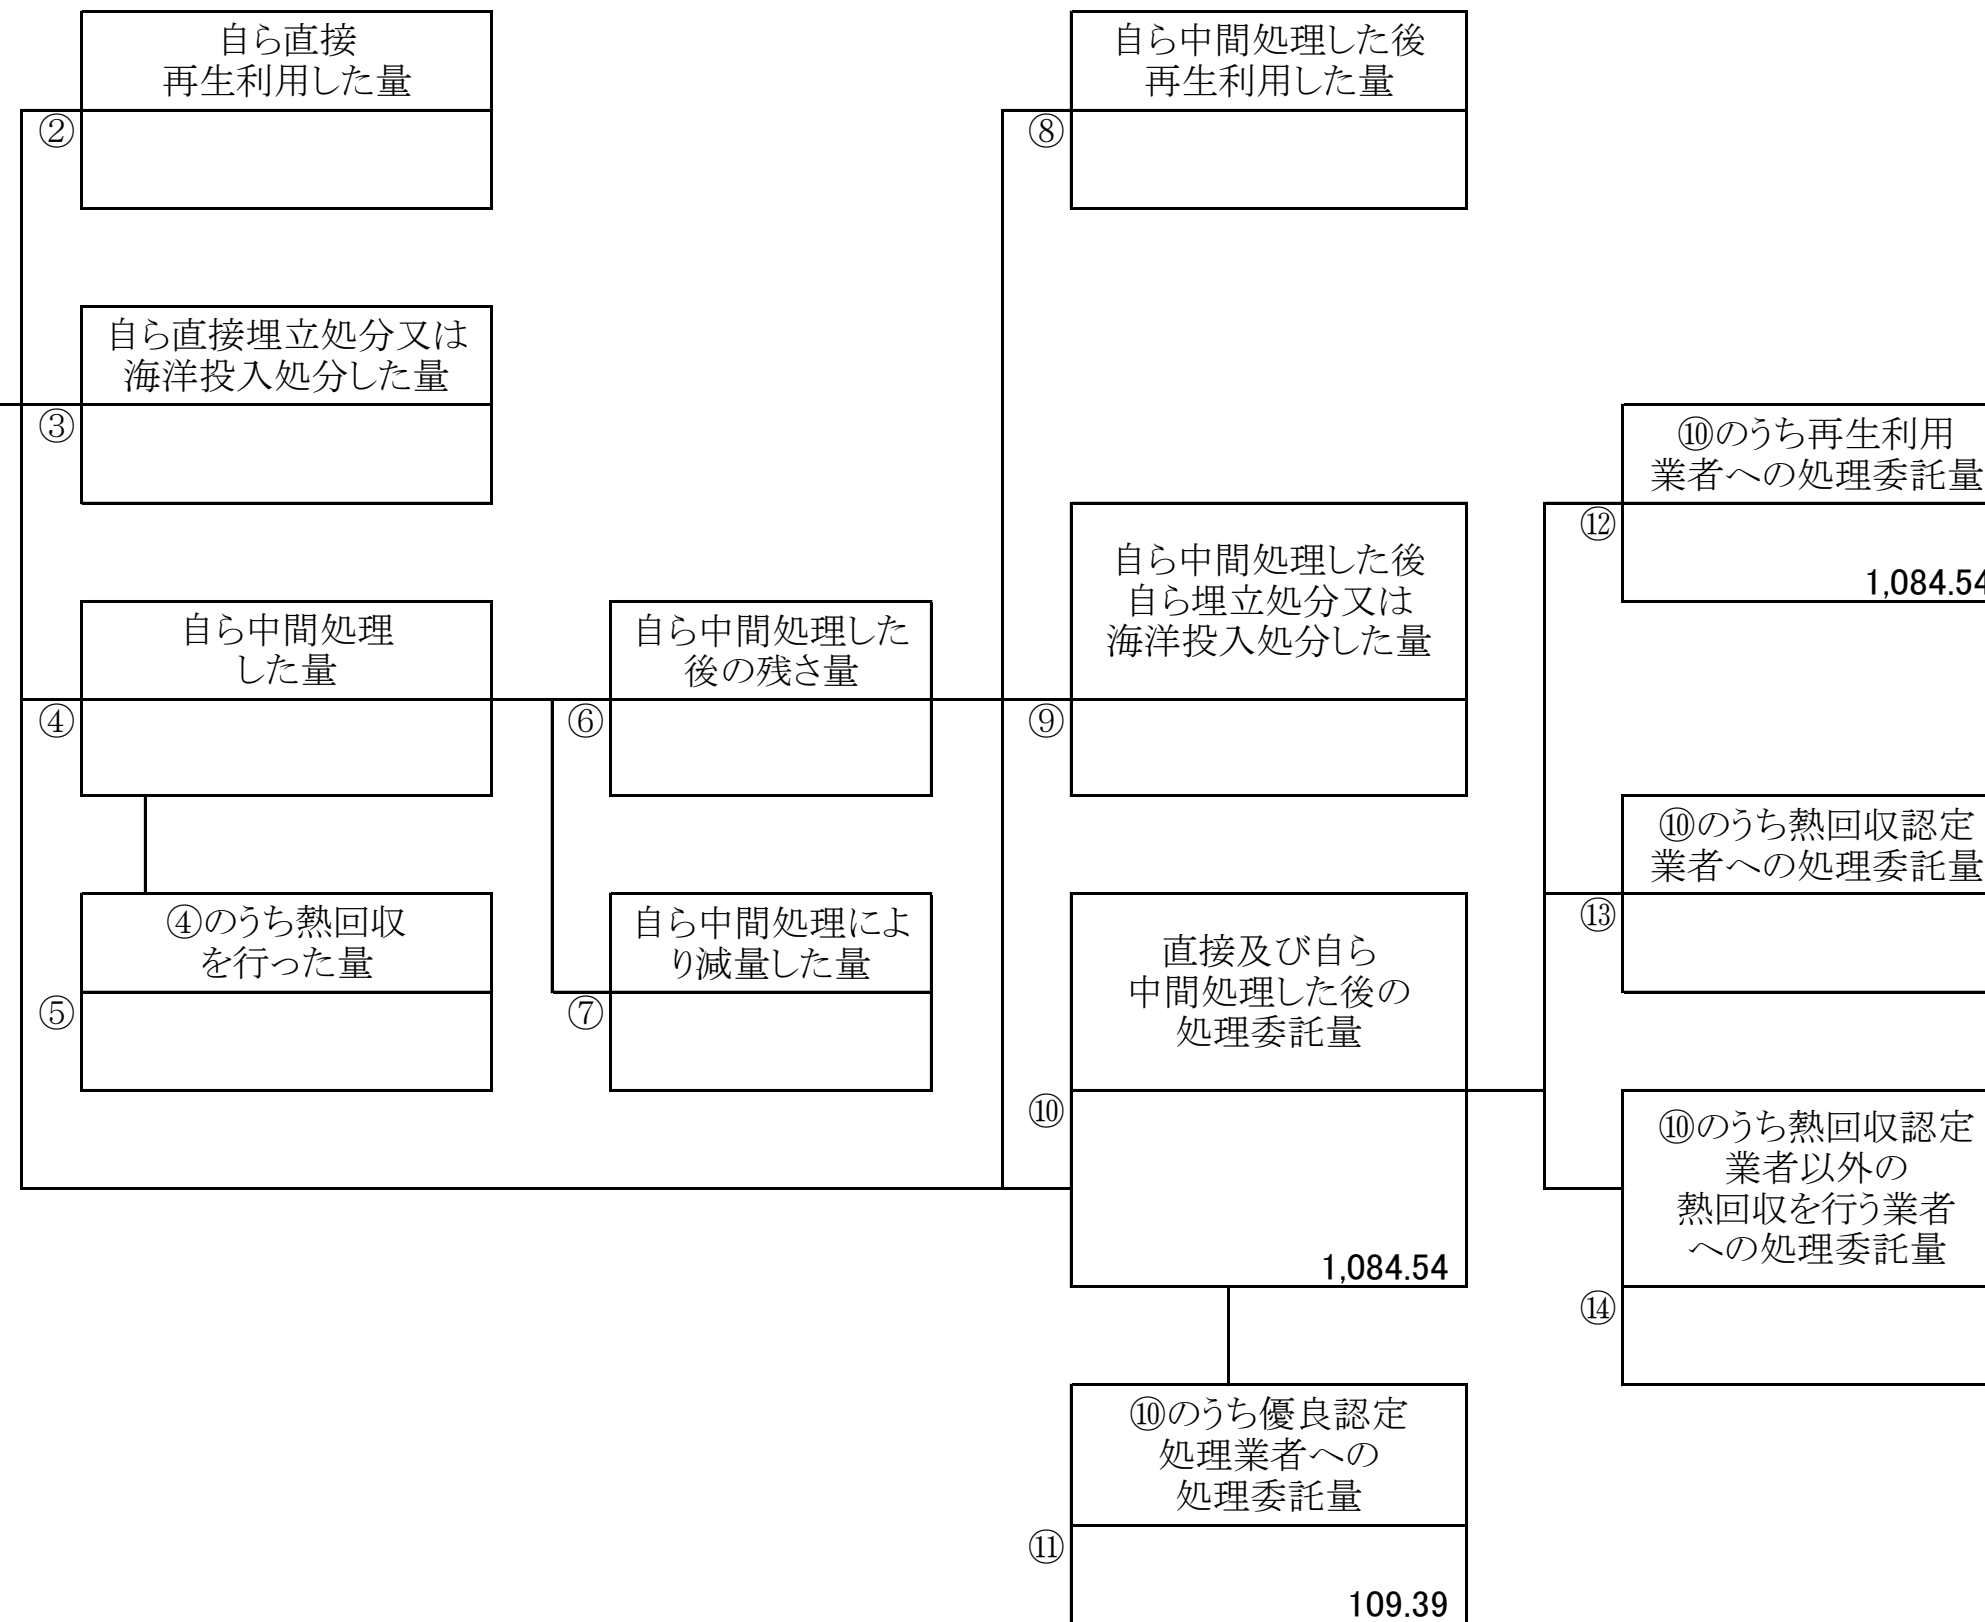 自ら直接
再生利用した量
②
自ら中間処理した後
再生利用した量
⑧
自ら直接埋立処分又は
海洋投入処分した量
③
⑩のうち再生利用
業者への処理委託量
⑫
1,084.54
自ら中間処理した後
自ら埋立処分又は
海洋投入処分した量
⑨
自ら中間処理
した量
④
自ら中間処理した
後の残さ量
⑥
⑩のうち熱回収認定
業者への処理委託量
⑬
④のうち熱回収
を行った量
⑤
自ら中間処理によ
り減量した量
⑦
直接及び自ら
中間処理した後の
処理委託量
⑩
1,084.54
⑩のうち熱回収認定
業者以外の
熱回収を行う業者
への処理委託量
⑭
⑩のうち優良認定
処理業者への
処理委託量
⑪
109.39